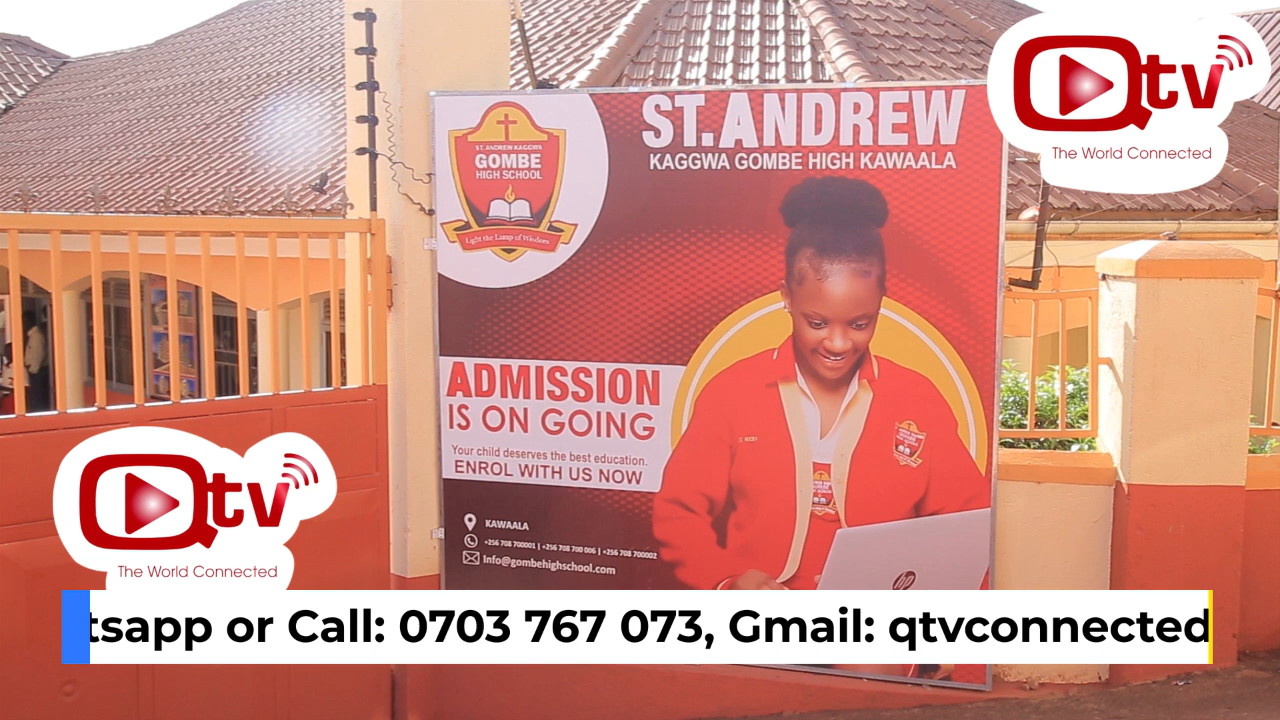 ST. ANDREW
KAGGWA GOMBE HIGH KAWAALA
ST. ANDREW KAGGWA
GOMBE
HIGH SCHOOL
Light the Lamp of Wisdom
ADMISSION
IS ON GOING
Your child deserves the best education.
ENROL WITH US NOW
KAWAALA
+256 708 700001 | +256 708 700 006 | +256 708 700002
Info@gombehighschool.com
hp
Qtv
The World Connected
Qtv
The World Connected
tsapp or Call: 0703 767 073, Gmail: qtvconnected